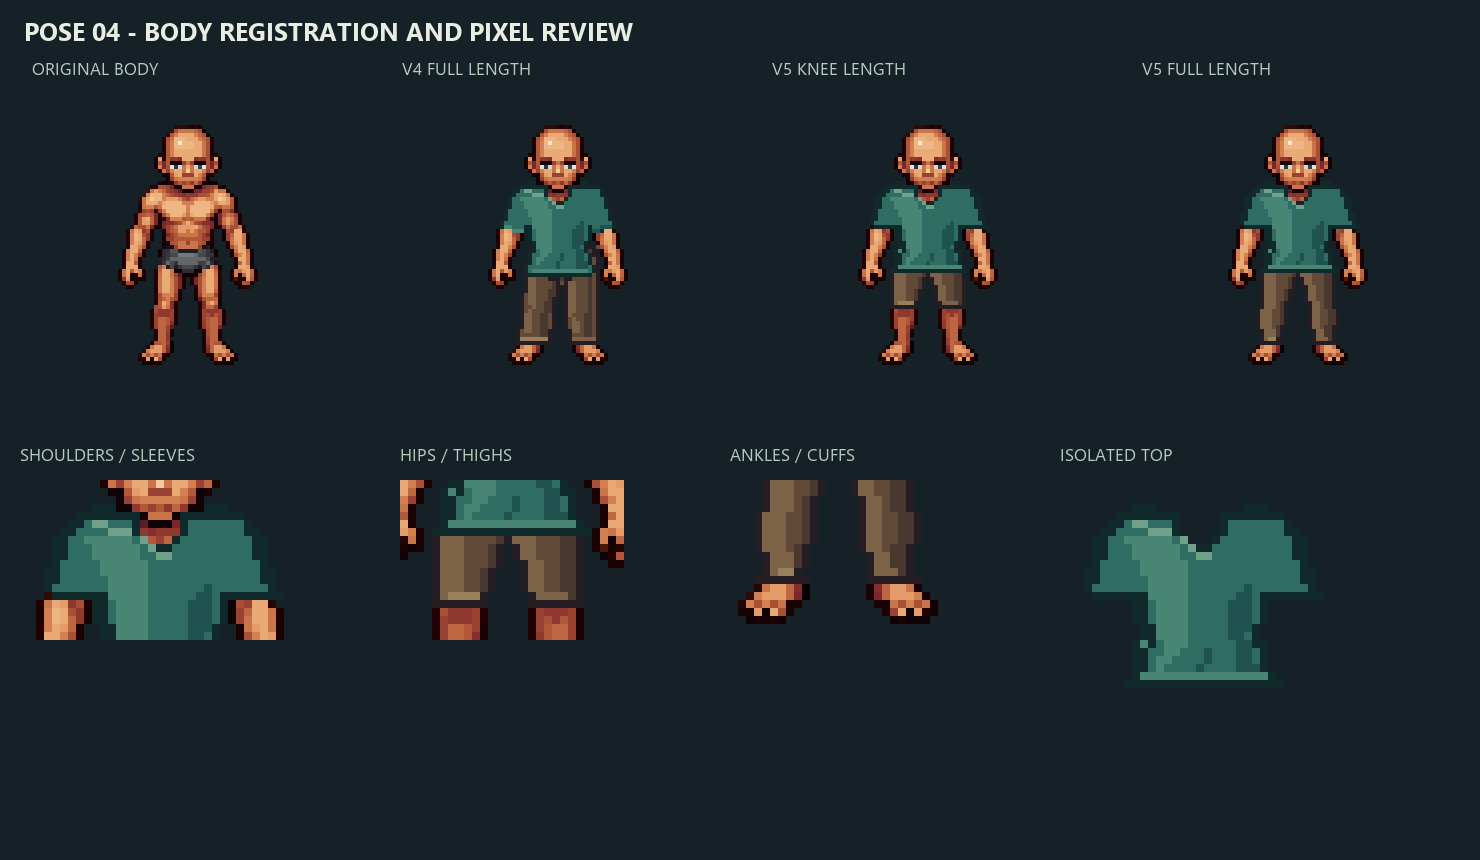 POSE 04 - BODY REGISTRATION AND PIXEL REVIEW
ORIGINAL BODY
V4 FULL LENGTH
V5 KNEE LENGTH
V5 FULL LENGTH
SHOULDERS / SLEEVES
HIPS / THIGHS
ANKLES / CUFFS
ISOLATED TOP